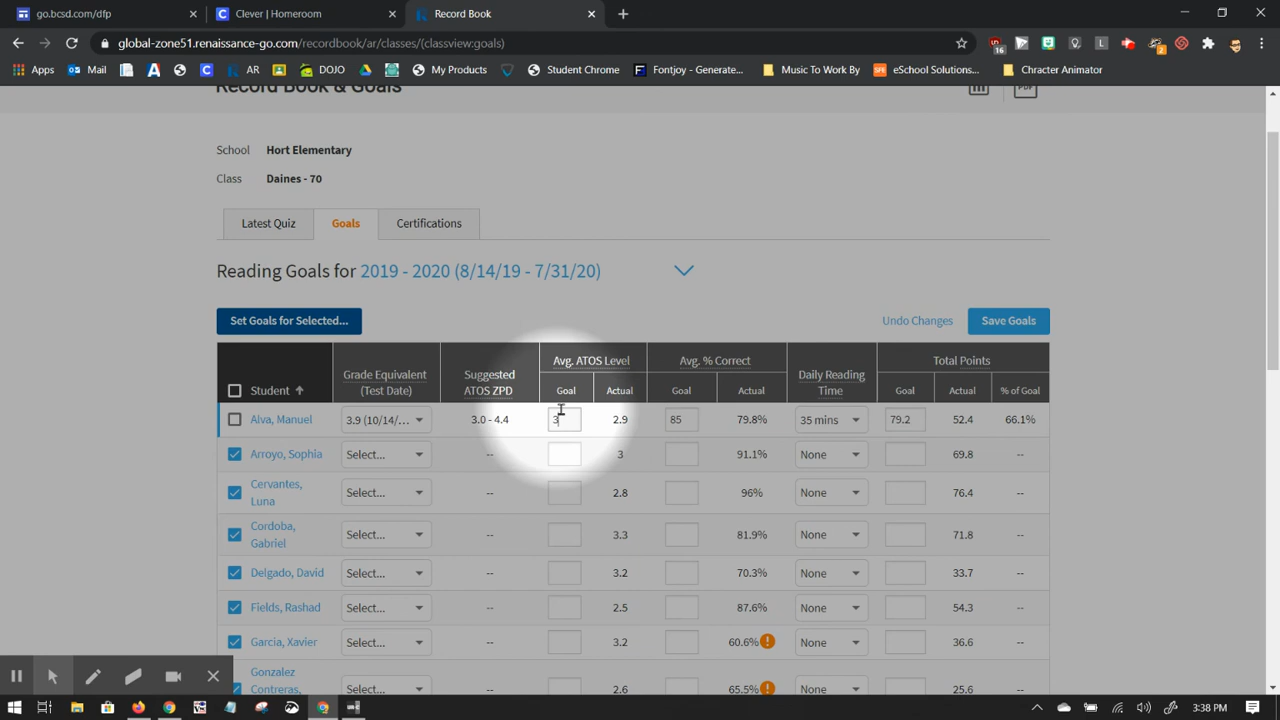 go.bcsd.com/dfp
Clever | Homeroom
Record Book
global-zone51.renaissance-go.com/recordbook/ar/classes/(classview:goals)
16
2
Apps
Mail
AR
DOJO
My Products
Student Chrome
Fontjoy - Generate...
Music To Work By
eSchool Solutions...
Chracter Animator
Record Book & Goals
PDF
School Hort Elementary
Class Daines - 70
Latest Quiz
Goals
Certifications
Reading Goals for 2019 - 2020 (8/14/19 - 7/31/20)
Set Goals for Selected...
Undo Changes
Save Goals
Student
Grade Equivalent (Test Date)
Suggested ATOS ZPD
Avg. ATOS Level
Goal Actual
Avg. % Correct
Goal Actual
Daily Reading Time
Total Points
Goal Actual % of Goal
Alva, Manuel 3.9 (10/14/... 3.0 - 4.4 3 2.9 85 79.8% 35 mins 79.2 52.4 66.1%
Arroyo, Sophia Select... -- 3 91.1% None 69.8 --
Cervantes, Luna Select... -- 2.8 96% None 76.4 --
Cordoba, Gabriel Select... -- 3.3 81.9% None 71.8 --
Delgado, David Select... -- 3.2 70.3% None 33.7 --
Fields, Rashad Select... -- 2.5 87.6% None 54.3 --
Garcia, Xavier Select... -- 3.2 60.6% ! None 36.6 --
Gonzalez Contreras, Select... -- 2.6 65.5% ! None 25.6 --
3:38 PM